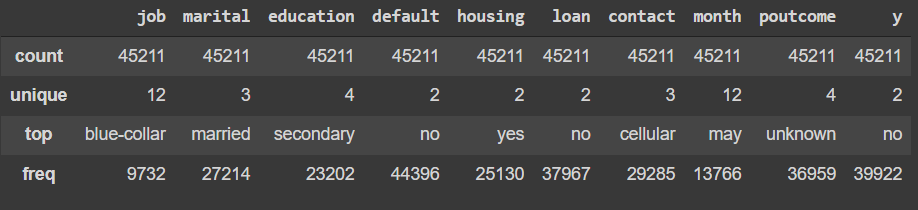 job marital education default housing loan contact month poutcome y
count 45211 45211 45211 45211 45211 45211 45211 45211 45211 45211
unique 12 3 4 2 2 2 3 12 4 2
top blue-collar married secondary no yes no cellular may unknown no
freq 9732 27214 23202 44396 25130 37967 29285 13766 36959 39922